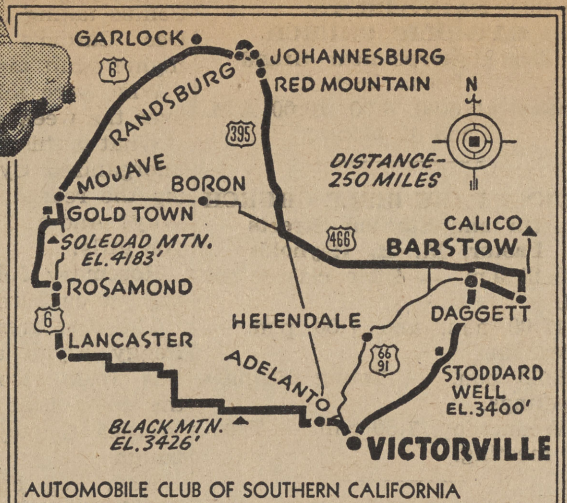 GARLOCK
6
RANDSBURG
JOHANNESBURG
RED MOUNTAIN
395
N
DISTANCE-
250 MILES
MOJAVE
BORON
GOLD TOWN
SOLEDAD MTN.
EL. 4183'
466
CALICO
BARSTOW
ROSAMOND
DAGGETT
6
HELENDALE
LANCASTER
66
91
ADELANTO
STODDARD
WELL
EL. 3400'
BLACK MTN.
EL. 3426'
VICTORVILLE
AUTOMOBILE CLUB OF SOUTHERN CALIFORNIA